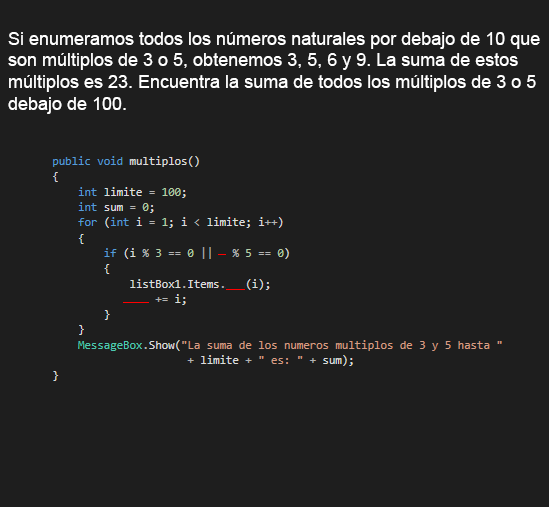 Si enumeramos todos los números naturales por debajo de 10 que
son múltiplos de 3 o 5, obtenemos 3, 5, 6 y 9. La suma de estos
múltiplos es 23. Encuentra la suma de todos los múltiplos de 3 o 5
debajo de 100.
public void multiplos()
{
int limite = 100;
int sum = 0;
for (int i = 1; i < limite; i++)
{
if (i % 3 == 0 || _ % 5 == 0)
{
listBox1.Items.___(i);
____ += i;
}
}
MessageBox.Show("La suma de los numeros multiplos de 3 y 5 hasta "
+ limite + " es: " + sum);
}